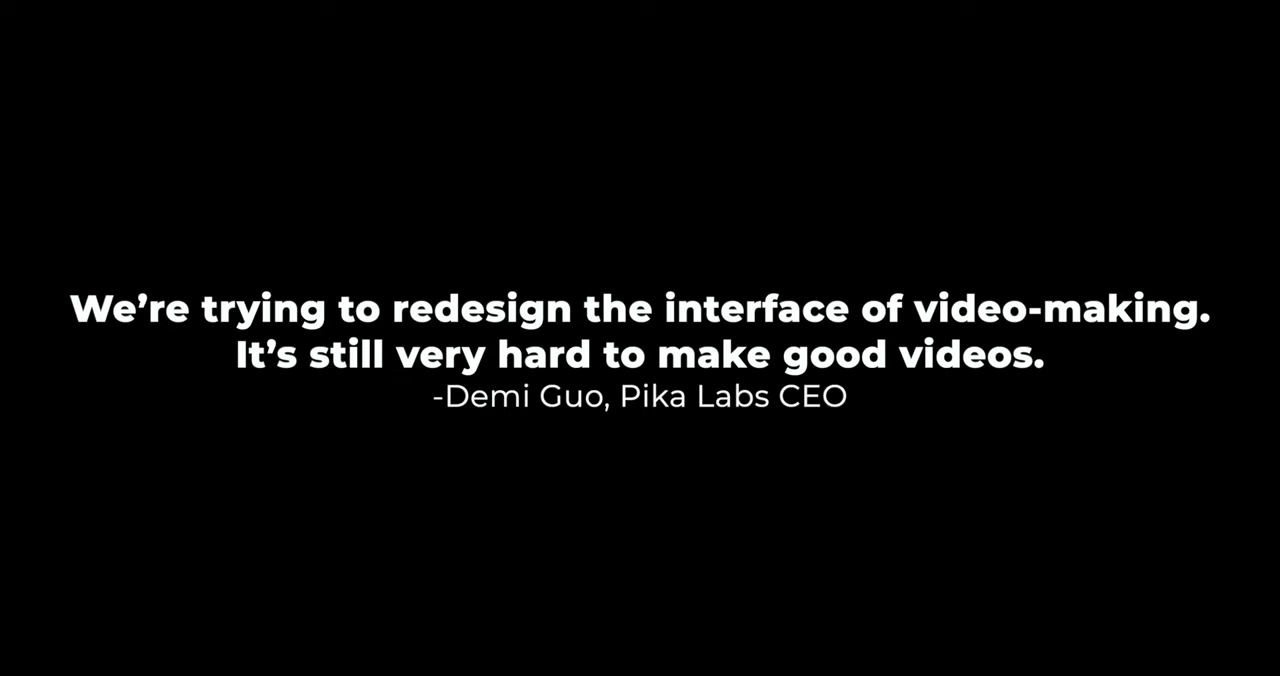 We’re trying to redesign the interface of video-making.
It’s still very hard to make good videos.
-Demi Guo, Pika Labs CEO